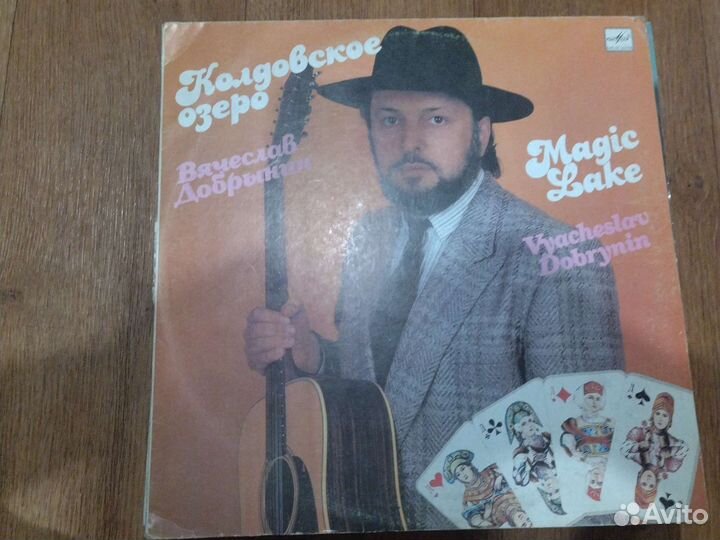 Колдовское
озеро
Вячеслав
Добрынин
Magic
Lake
Vyacheslav
Dobrynin
Avito